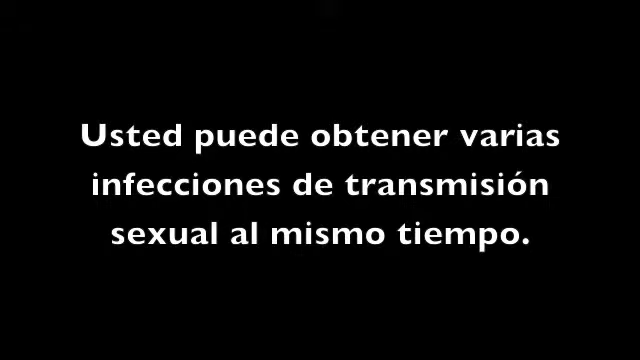 Usted puede obtener varias
infecciones de transmisión
sexual al mismo tiempo.